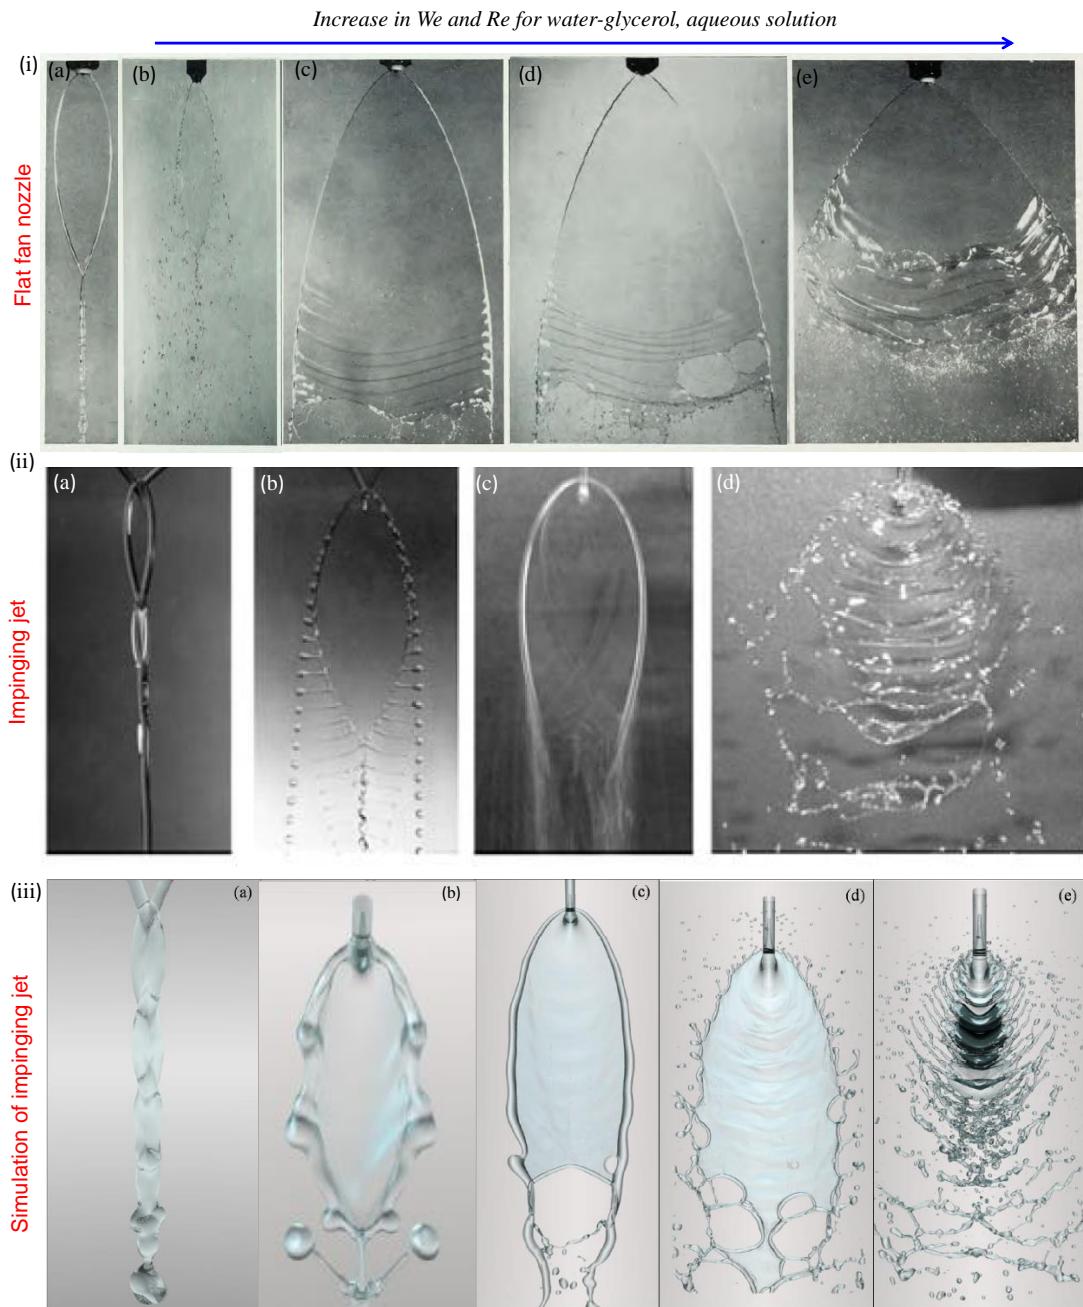 Increase in We and Re for water-glycerol, aqueous solution
(i)
(a)
(b)
(c)
(d)
(e)
Flat fan nozzle
(ii)
(a)
(b)
(c)
(d)
Impinging jet
(iii)
(a)
(b)
(c)
(d)
(e)
Simulation of impinging jet